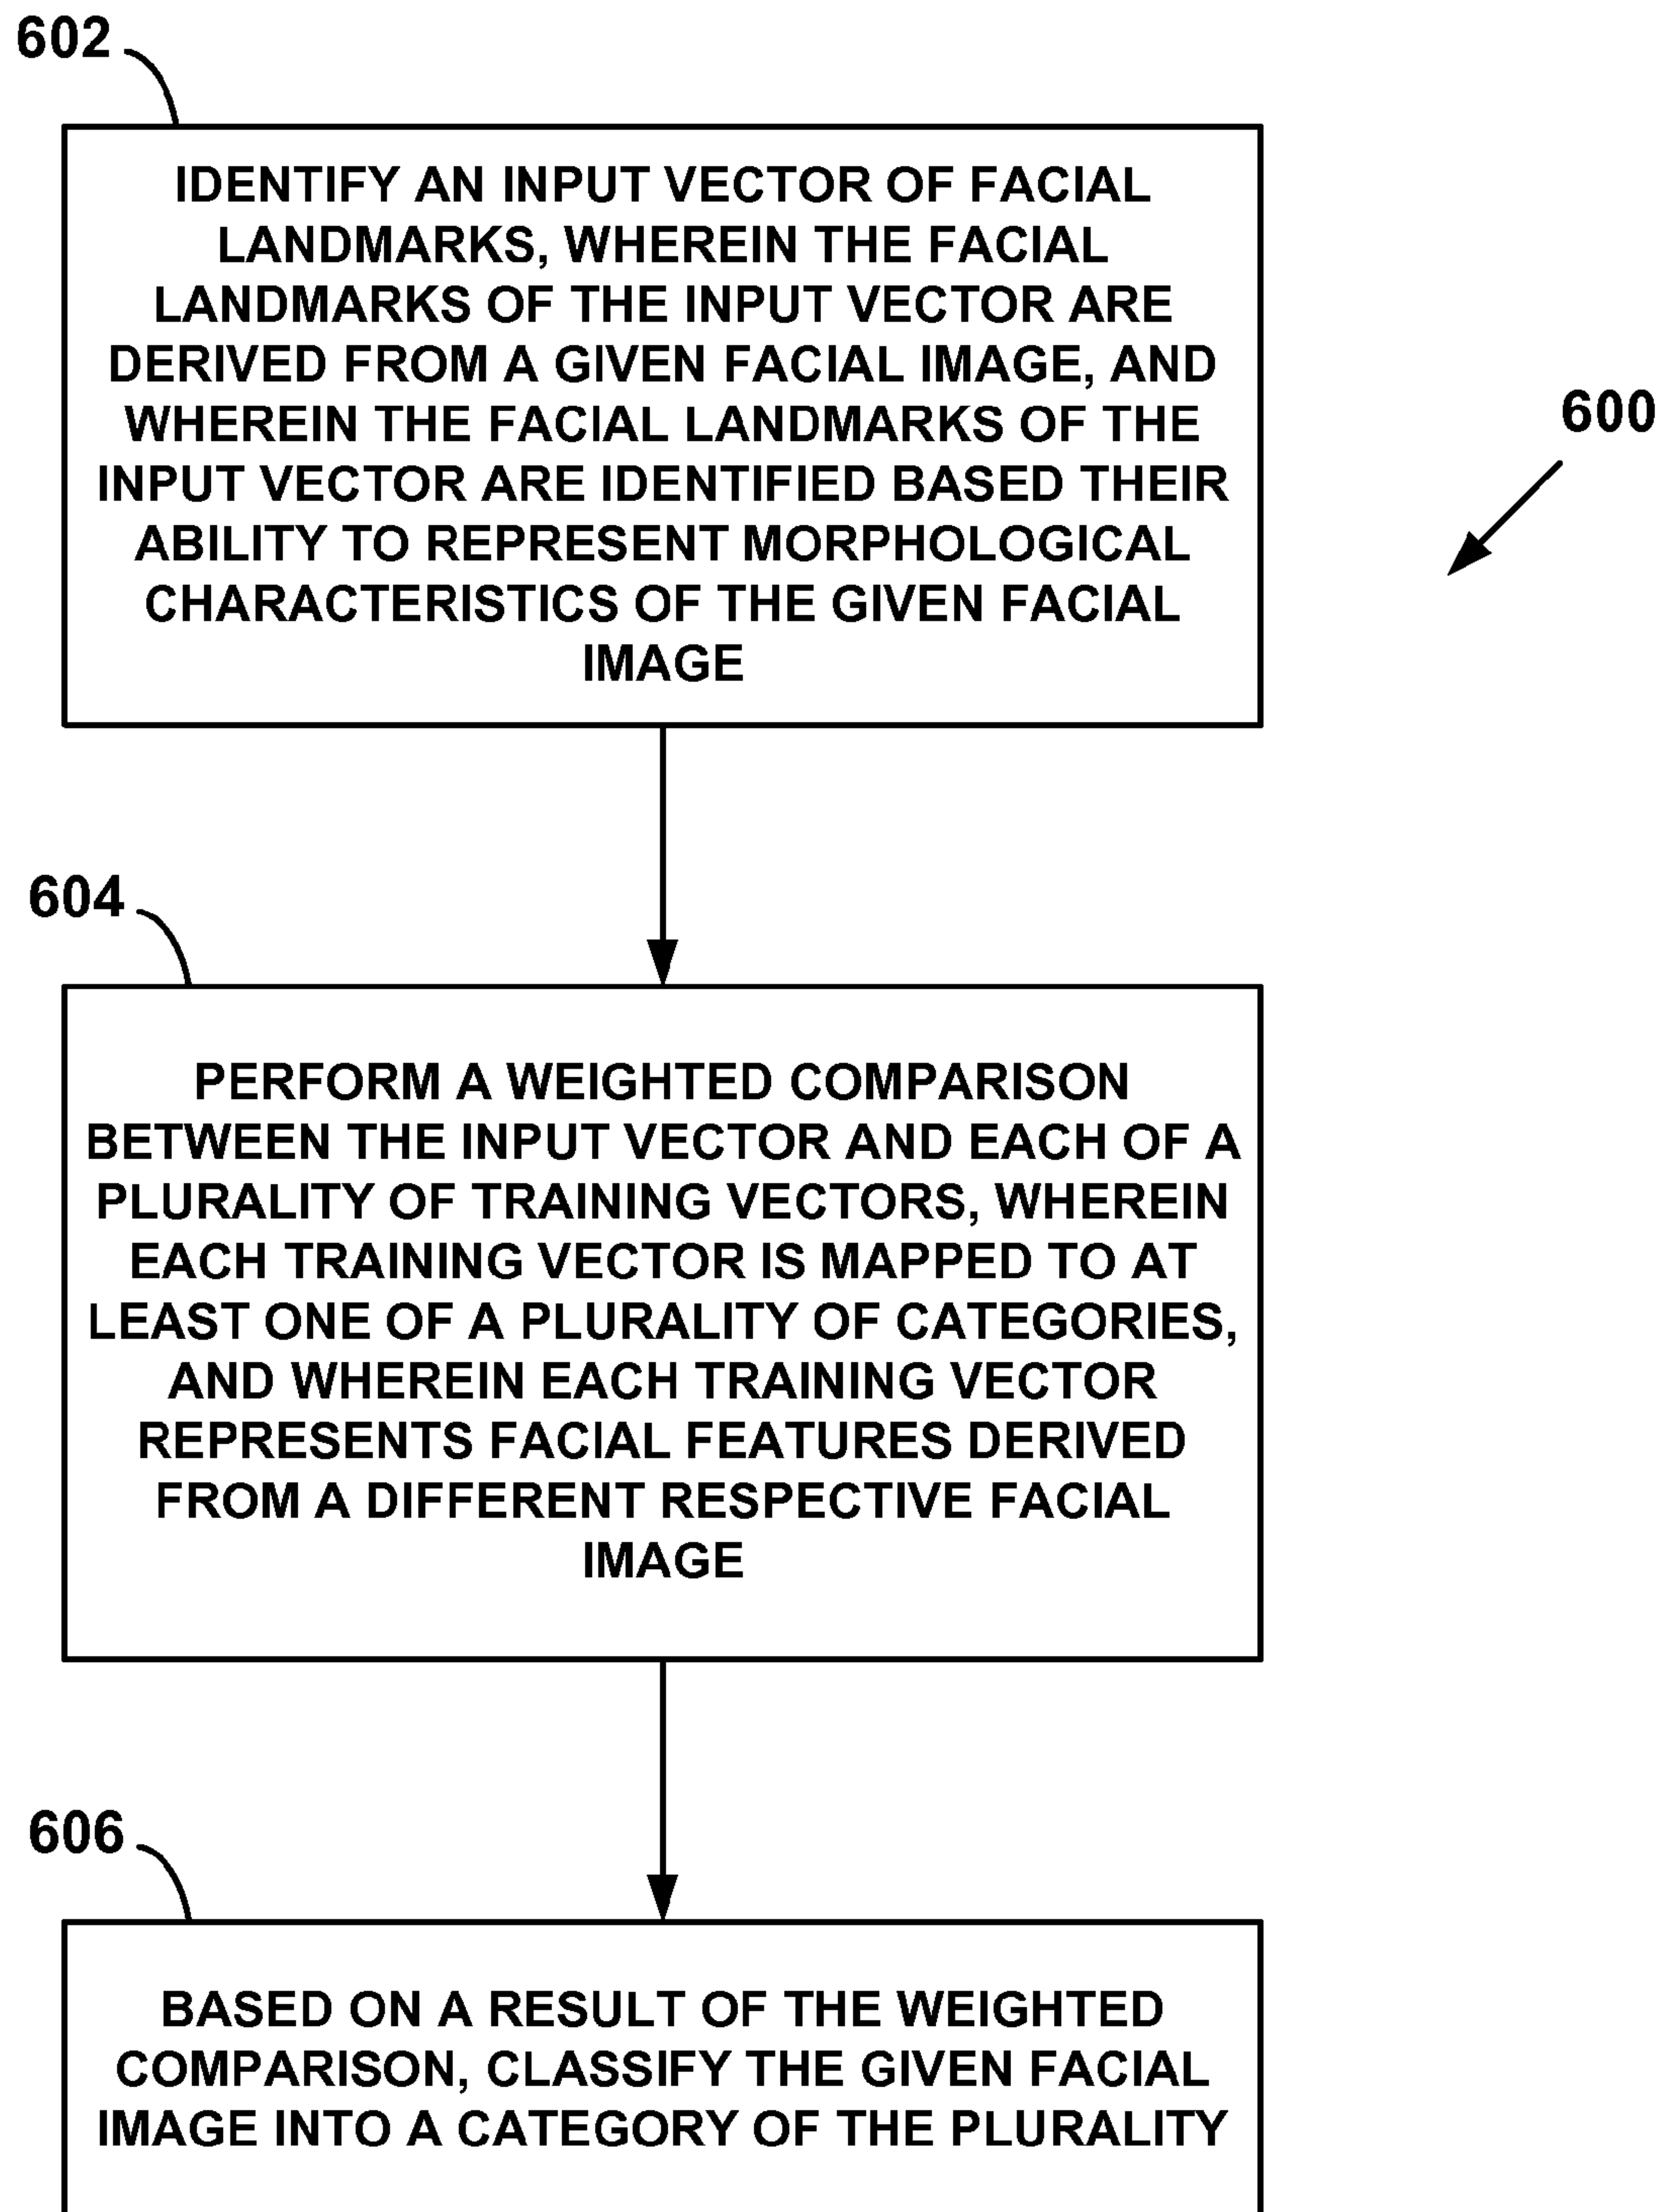 602
IDENTIFY AN INPUT VECTOR OF FACIAL
LANDMARKS, WHEREIN THE FACIAL
LANDMARKS OF THE INPUT VECTOR ARE
DERIVED FROM A GIVEN FACIAL IMAGE, AND
WHEREIN THE FACIAL LANDMARKS OF THE
INPUT VECTOR ARE IDENTIFIED BASED THEIR
ABILITY TO REPRESENT MORPHOLOGICAL
CHARACTERISTICS OF THE GIVEN FACIAL
IMAGE
600
604
PERFORM A WEIGHTED COMPARISON
BETWEEN THE INPUT VECTOR AND EACH OF A
PLURALITY OF TRAINING VECTORS, WHEREIN
EACH TRAINING VECTOR IS MAPPED TO AT
LEAST ONE OF A PLURALITY OF CATEGORIES,
AND WHEREIN EACH TRAINING VECTOR
REPRESENTS FACIAL FEATURES DERIVED
FROM A DIFFERENT RESPECTIVE FACIAL
IMAGE
606
BASED ON A RESULT OF THE WEIGHTED
COMPARISON, CLASSIFY THE GIVEN FACIAL
IMAGE INTO A CATEGORY OF THE PLURALITY